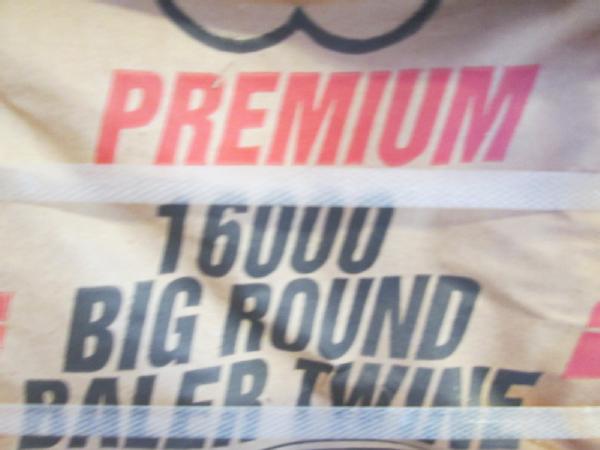 PREMIUM
16000
BIG ROUND
BALER TWINE